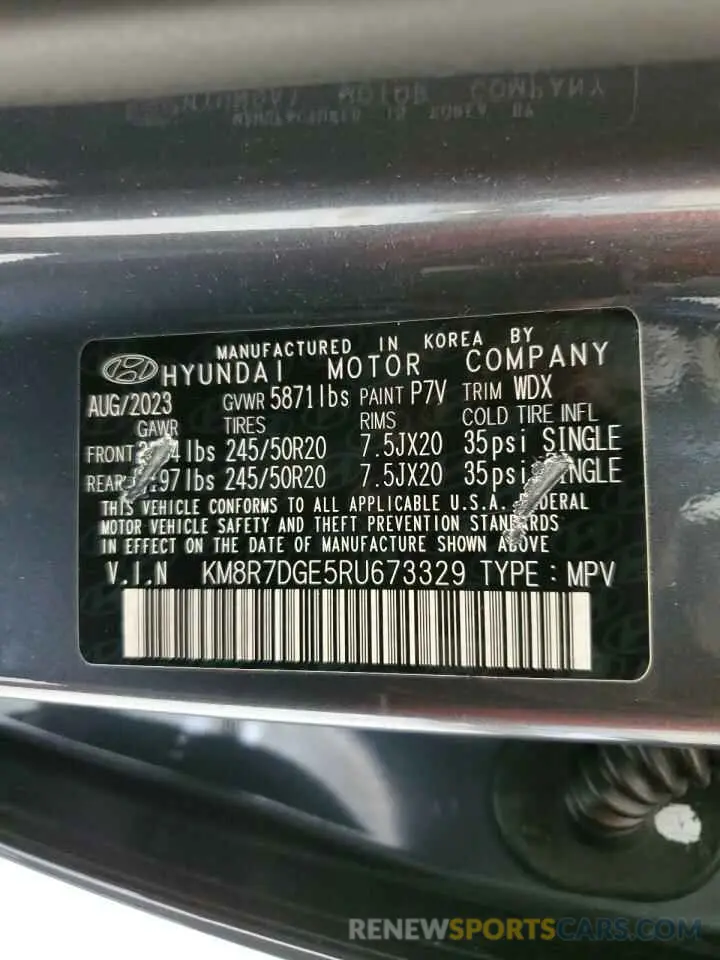 MANUFACTURED IN KOREA BY
HYUNDAI MOTOR COMPANY
AUG/2023 GVWR 5871lbs PAINT P7V TRIM WDX
GAWR TIRES RIMS COLD TIRE INFL
FRONT lbs 245/50R20 7.5JX20 35psi SINGLE
REAR lbs 245/50R20 7.5JX20 35psi SINGLE
THIS VEHICLE CONFORMS TO ALL APPLICABLE U.S.A. FEDERAL
MOTOR VEHICLE SAFETY AND THEFT PREVENTION STANDARDS
IN EFFECT ON THE DATE OF MANUFACTURE SHOWN ABOVE
V.I.N KM8R7DGE5RU673329 TYPE : MPV
RENEWSPORTSCARS.COM